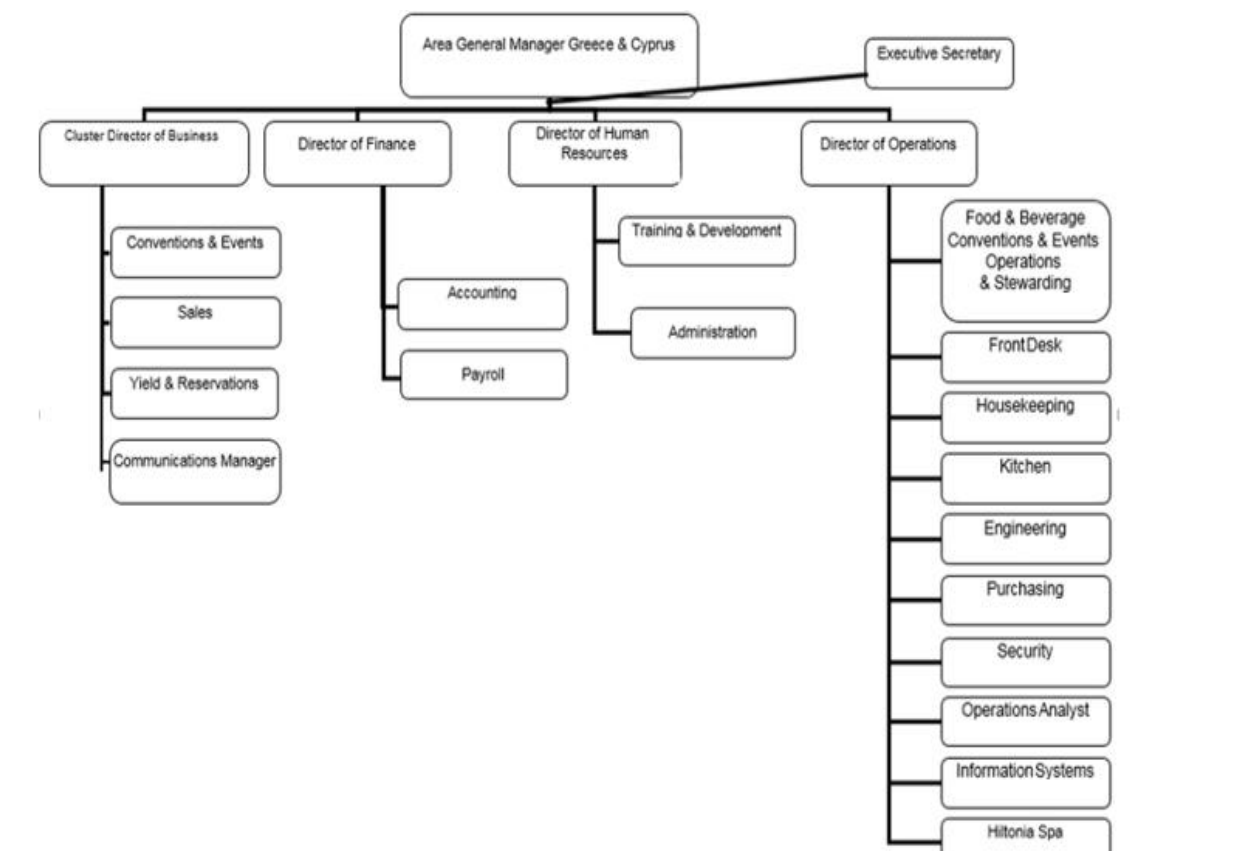 Area General Manager Greece & Cyprus
Executive Secretary
Cluster Director of Business
Director of Finance
Director of Human
Resources
Director of Operations
Conventions & Events
Sales
Yield & Reservations
Communications Manager
Accounting
Payroll
Training & Development
Administration
Food & Beverage
Conventions & Events
Operations
& Stewarding
Front Desk
Housekeeping
Kitchen
Engineering
Purchasing
Security
Operations Analyst
Information Systems
Hiltonia Spa